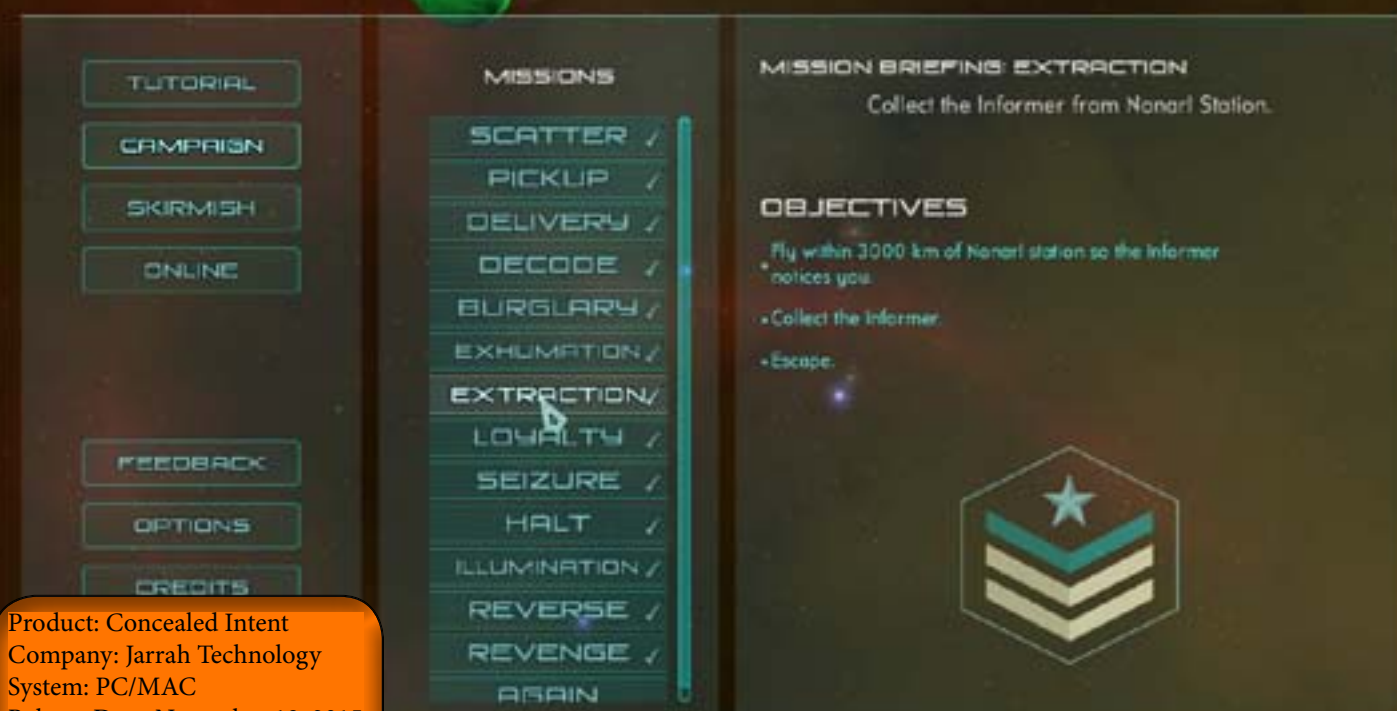 TUTORIAL
CAMPAIGN
SKIRMISH
ONLINE
FEEDBACK
OPTIONS
CREDITS
MISSIONS
SCATTER ✓
PICKUP ✓
DELIVERY ✓
DECODE ✓
BURGLARY ✓
EXHUMATION ✓
EXTRACTION ✓
LOYALTY ✓
SEIZURE ✓
HALT ✓
ILLUMINATION ✓
REVERSE ✓
REVENGE ✓
AGAIN
MISSION BRIEFING: EXTRACTION
Collect the Informer from Nonarl Station.
OBJECTIVES
• Fly within 3000 km of Nonarl station so the Informer
notices you.
• Collect the Informer.
• Escape.
Product: Concealed Intent
Company: Jarrah Technology
System: PC/MAC